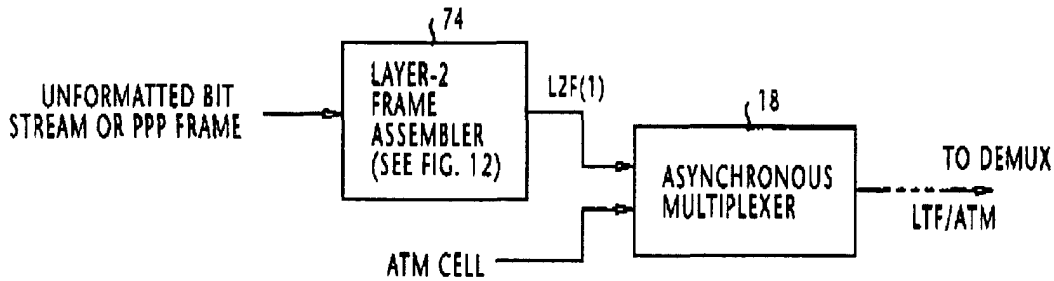 74
UNFORMATTED BIT
STREAM OR PPP FRAME
LAYER-2
FRAME
ASSEMBLER
(SEE FIG. 12)
L2F(1)
18
ASYNCHRONOUS
MULTIPLEXER
TO DEMUX
LTF/ATM
ATM CELL